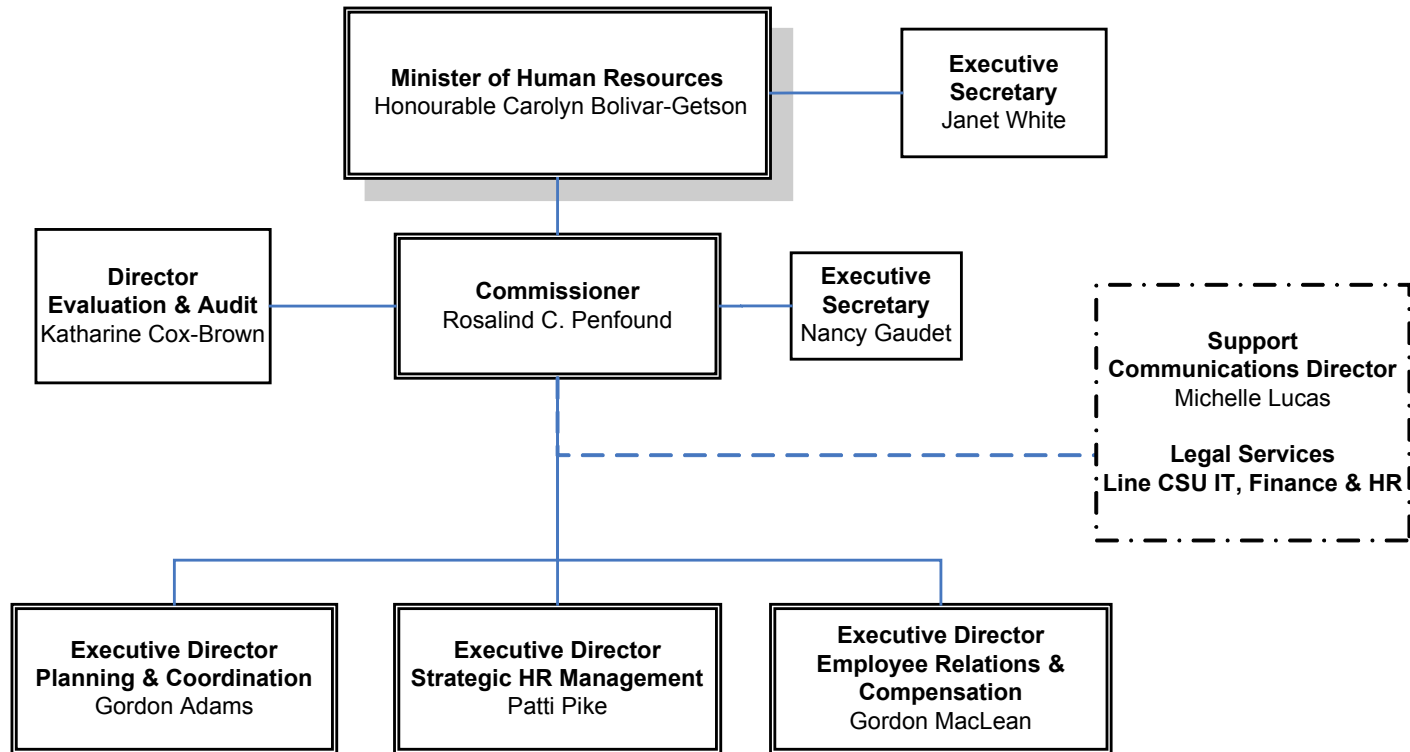 Minister of Human Resources
Honourable Carolyn Bolivar-Getson
Executive
Secretary
Janet White
Director
Evaluation & Audit
Katharine Cox-Brown
Commissioner
Rosalind C. Penfound
Executive
Secretary
Nancy Gaudet
Support
Communications Director
Michelle Lucas
Legal Services
Line CSU IT, Finance & HR
Executive Director
Planning & Coordination
Gordon Adams
Executive Director
Strategic HR Management
Patti Pike
Executive Director
Employee Relations &
Compensation
Gordon MacLean